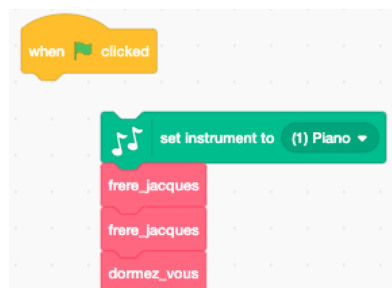 when clicked
set instrument to (1) Piano
frere_jacques
frere_jacques
dormez_vous